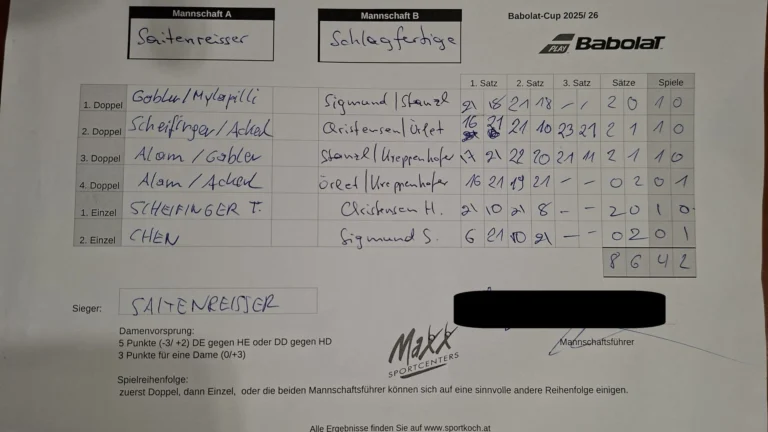 Mannschaft A Mannschaft B Babolat-Cup 2025/ 26
Saitenreisser Schlagfertige PLAY BABOLAT
1. Satz 2. Satz 3. Satz Sätze Spiele
1. Doppel Gobler/Mylapilli Sigmund/Stanzl 21 18 21 18 - - 2 0 1 0
2. Doppel Scheifinger/Ackerl Christensen/Örlet 16 21 21 10 23 21 2 1 1 0
3. Doppel Alam/Gobler Stanzl/Kreppenhofer 17 21 22 20 21 11 2 1 1 0
4. Doppel Alam/Ackerl Örlet/Kreppenhofer 16 21 19 21 - - 0 2 0 1
1. Einzel SCHEIFINGER T. Christensen H. 21 10 21 8 - - 2 0 1 0
2. Einzel CHEN Sigmund S. 6 21 10 21 - - 0 2 0 1
8 6 4 2
Sieger: SAITENREISSER
Damenvorsprung:
5 Punkte (-3/ +2) DE gegen HE oder DD gegen HD
3 Punkte für eine Dame (0/+3)
Maxx
SPORTCENTERS
Mannschaftsführer
Spielreihenfolge:
zuerst Doppel, dann Einzel, oder die beiden Mannschaftsführer können sich auf eine sinnvolle andere Reihenfolge einigen.
Alle Ergebnisse finden Sie auf www.sportkoch.at